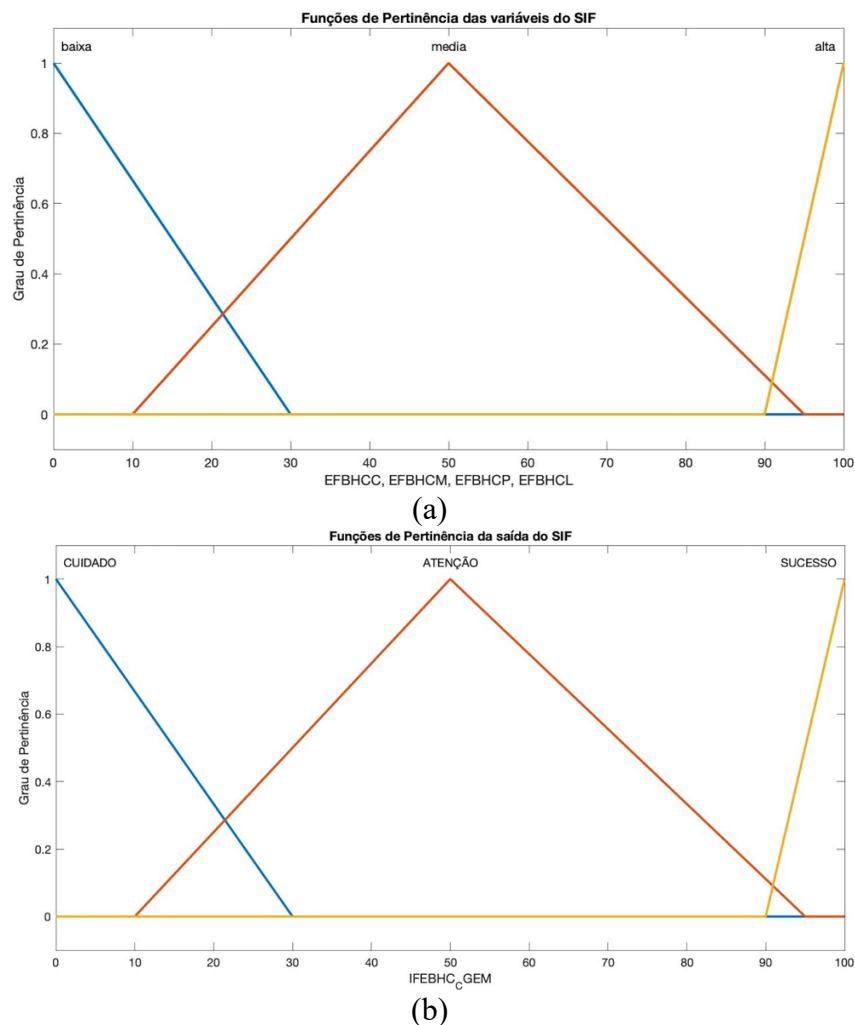 Funções de Pertinência das variáveis do SIF
baixa media alta
1
0.8
0.6
0.4
0.2
0
Grau de Pertinência
0 10 20 30 40 50 60 70 80 90 100
EFBHCC, EFBHCM, EFBHCP, EFBHCL
(a)
Funções de Pertinência da saída do SIF
CUIDADO ATENÇÃO SUCESSO
1
0.8
0.6
0.4
0.2
0
Grau de Pertinência
0 10 20 30 40 50 60 70 80 90 100
IFEBHC_CGEM
(b)